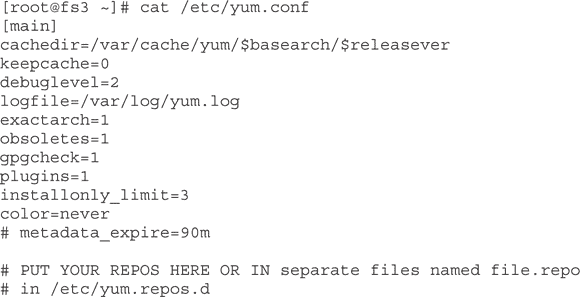 [root@fs3 ~]# cat /etc/yum.conf
[main]
cachedir=/var/cache/yum/$basearch/$releasever
keepcache=0
debuglevel=2
logfile=/var/log/yum.log
exactarch=1
obsoletes=1
gpgcheck=1
plugins=1
installonly_limit=3
color=never
# metadata_expire=90m

# PUT YOUR REPOS HERE OR IN separate files named file.repo
# in /etc/yum.repos.d